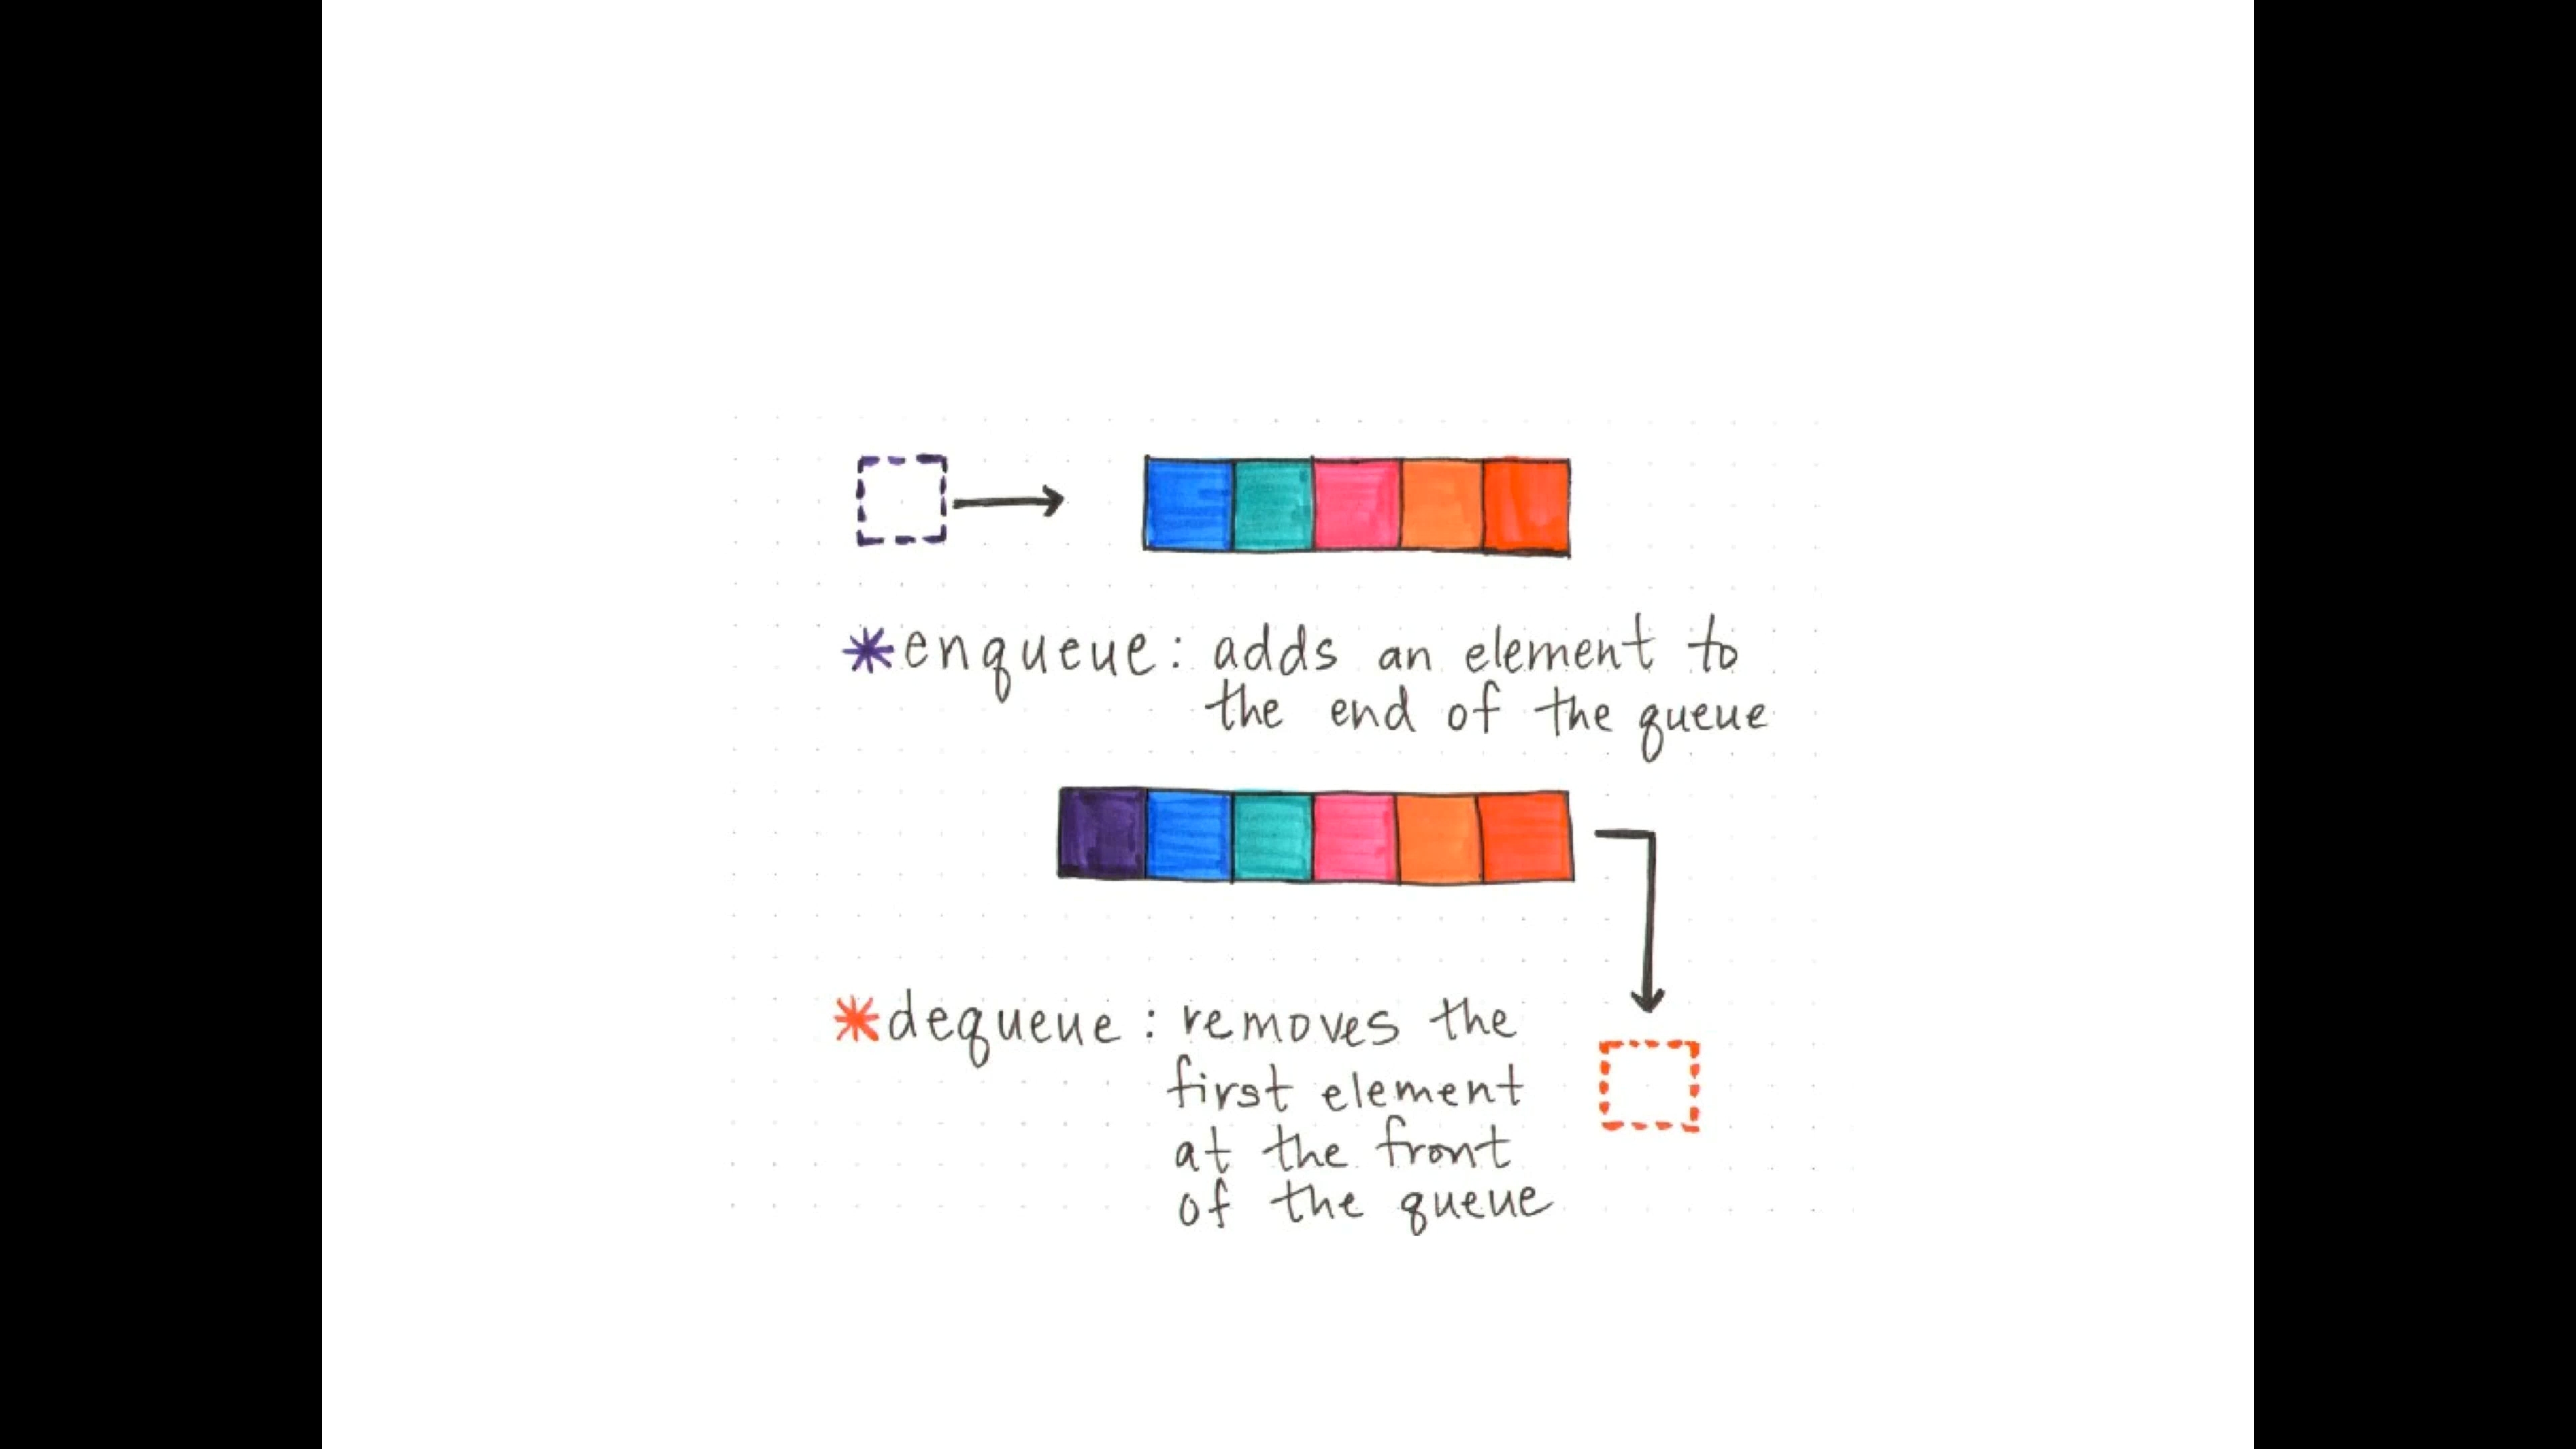 *enqueue: adds an element to
the end of the queue
*dequeue: removes the
first element
at the front
of the queue